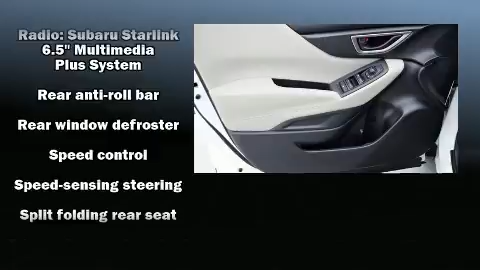 Radio: Subaru Starlink
6.5" Multimedia
Plus System
Rear anti-roll bar
Rear window defroster
Speed control
Speed-sensing steering
Split folding rear seat